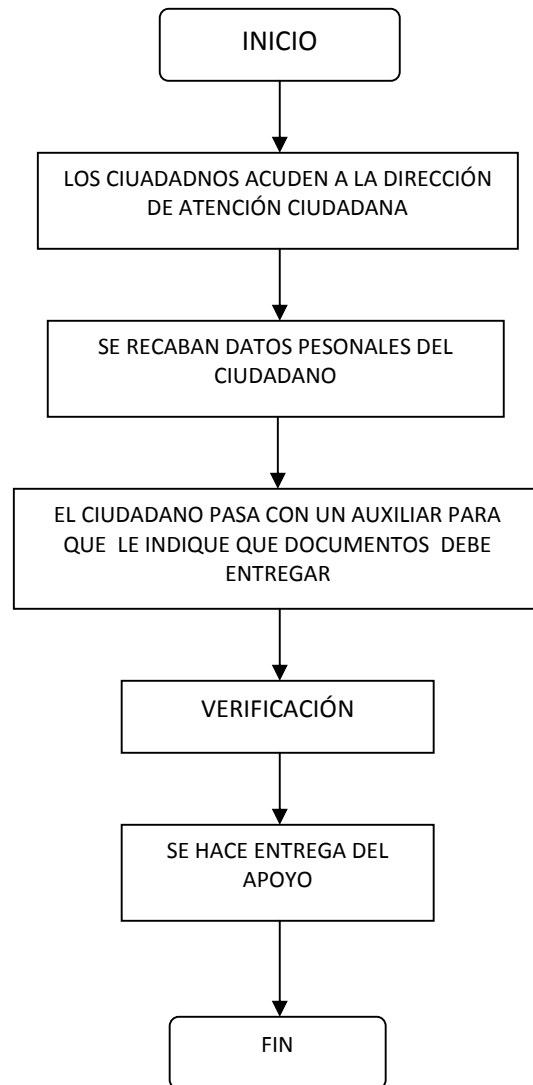 INICIO
LOS CIUADADNOS ACUDEN A LA DIRECCIÓN
DE ATENCIÓN CIUDADANA
SE RECABAN DATOS PESONALES DEL
CIUDADANO
EL CIUDADANO PASA CON UN AUXILIAR PARA
QUE LE INDIQUE QUE DOCUMENTOS DEBE
ENTREGAR
VERIFICACIÓN
SE HACE ENTREGA DEL
APOYO
FIN